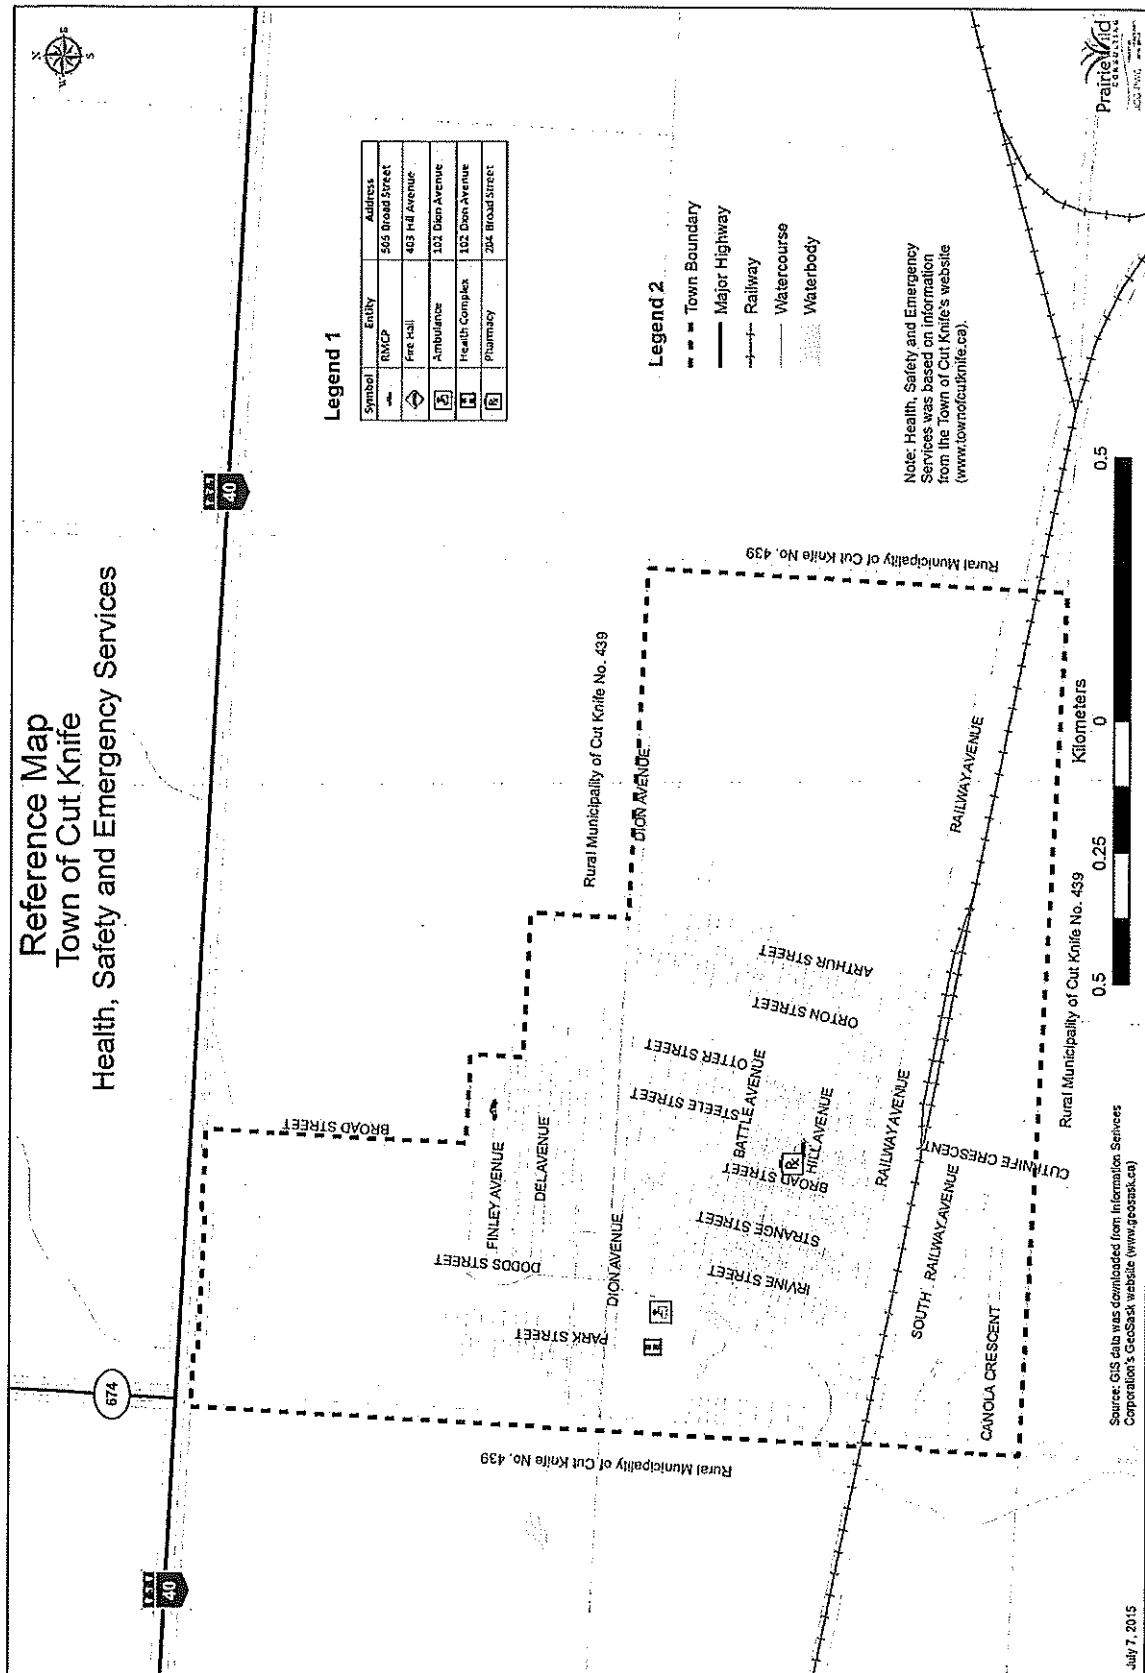 Reference Map
Town of Cut Knife
Health, Safety and Emergency Services
N
E
S
W
40
674
40
Legend 1
Symbol Entity Address
RMCP 505 Broad Street
Fire Hall 403 Hill Avenue
Ambulance 102 Dion Avenue
H Health Complex 102 Dion Avenue
Rx Pharmacy 204 Broad Street
Legend 2
Town Boundary
Major Highway
Railway
Watercourse
Waterbody
Note: Health, Safety and Emergency
Services was based on information
from the Town of Cut Knife's website
(www.townofcutknife.ca).
Rural Municipality of Cut Knife No. 439
Rural Municipality of Cut Knife No. 439
Rural Municipality of Cut Knife No. 439
Rural Municipality of Cut Knife No. 439
BROAD STREET
FINLEY AVENUE
DEL AVENUE
DODDS STREET
PARK STREET
DION AVENUE
DION AVENUE
H
ARTHUR STREET
ORTON STREET
OTTER STREET
STEELE STREET
BATTLE AVENUE
BROAD STREET
Rx
HILL AVENUE
STRANGE STREET
IRVINE STREET
RAILWAY AVENUE
RAILWAY AVENUE
SOUTH RAILWAY AVENUE
CUTKNIFE CRESCENT
CANOLA CRESCENT
0.5 0.25 0 0.5
Kilometers
Source: GIS data was downloaded from Information Serivces
Corporation's GeoSask website (www.geosask.ca)
July 7, 2015
PrairieWild
CONSULTING